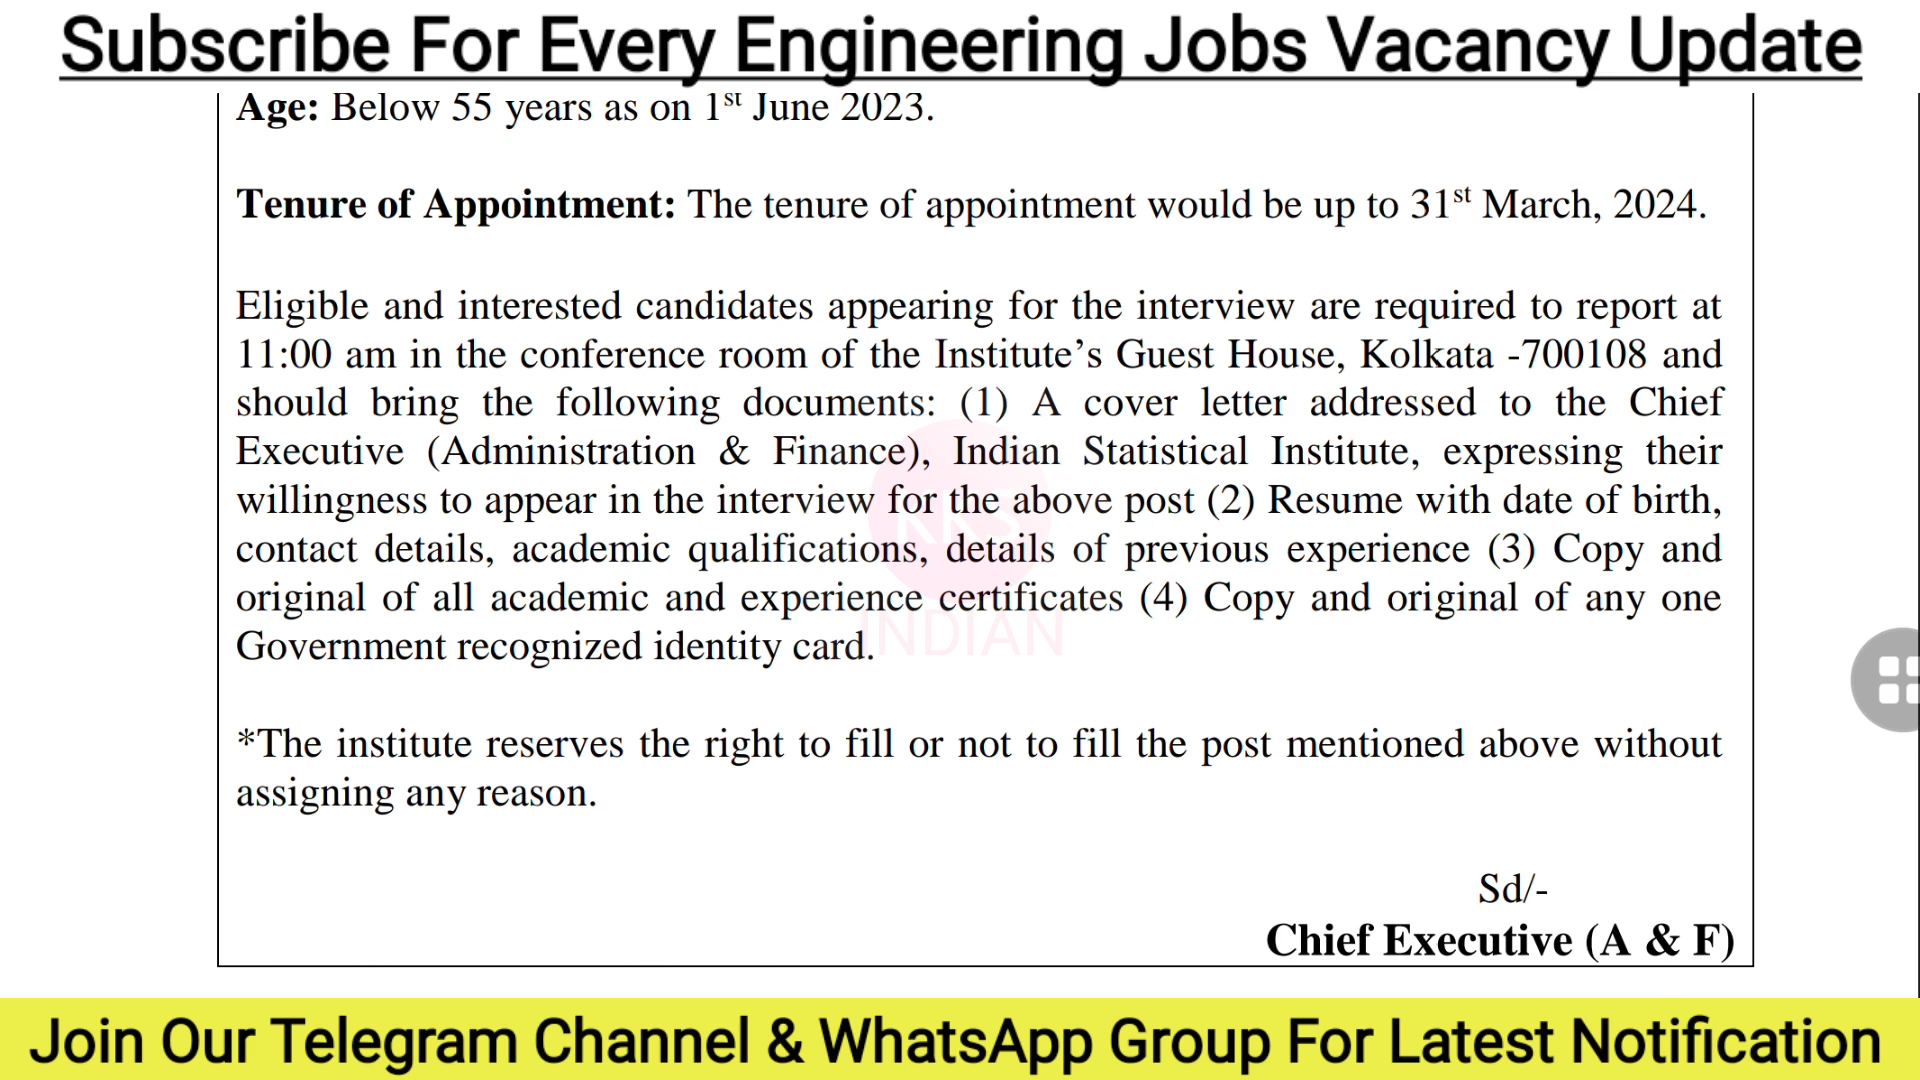 Subscribe For Every Engineering Jobs Vacancy Update
Age: Below 55 years as on 1st June 2023.
Tenure of Appointment: The tenure of appointment would be up to 31st March, 2024.
Eligible and interested candidates appearing for the interview are required to report at
11:00 am in the conference room of the Institute’s Guest House, Kolkata -700108 and
should bring the following documents: (1) A cover letter addressed to the Chief
Executive (Administration & Finance), Indian Statistical Institute, expressing their
willingness to appear in the interview for the above post (2) Resume with date of birth,
contact details, academic qualifications, details of previous experience (3) Copy and
original of all academic and experience certificates (4) Copy and original of any one
Government recognized identity card.
INDIAN
*The institute reserves the right to fill or not to fill the post mentioned above without
assigning any reason.
Sd/-
Chief Executive (A & F)
Join Our Telegram Channel & WhatsApp Group For Latest Notification